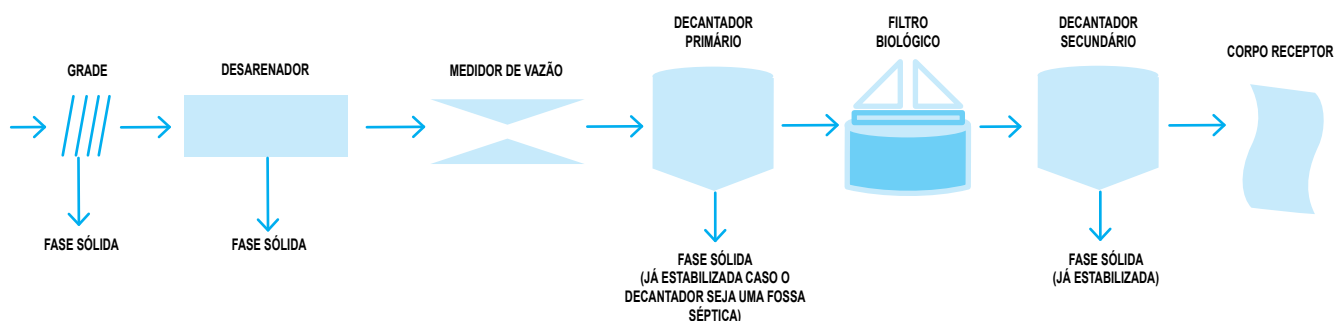 GRADE
DESARENADOR
MEDIDOR DE VAZÃO
DECANTADOR
PRIMÁRIO
FILTRO
BIOLÓGICO
DECANTADOR
SECUNDÁRIO
CORPO RECEPTOR
FASE SÓLIDA
FASE SÓLIDA
FASE SÓLIDA
(JÁ ESTABILIZADA CASO O
DECANTADOR SEJA UMA FOSSA
SÉPTICA)
FASE SÓLIDA
(JÁ ESTABILIZADA)